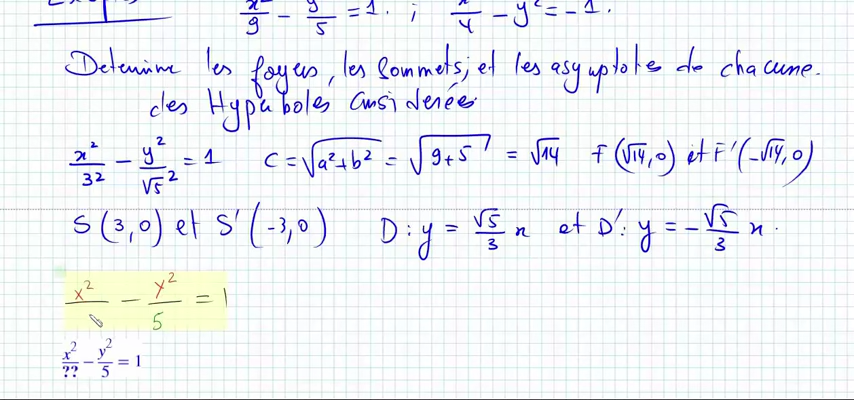 x²/9 - y²/5 = 1 . ; x²/4 - y² = -1 .
Determine les foyers, les Sommets, et les asymptotes de chacune.
des Hyperboles Considérées
x²/3² - y²/√5² = 1 C = √(a²+b²) = √(9+5) = √14 F(√14, 0) et F'(-√14, 0)
S(3, 0) et S'(-3, 0) D : y = √5/3 x et D' : y = -√5/3 x .
x²/ - y²/5 = 1
x²/?? - y²/5 = 1